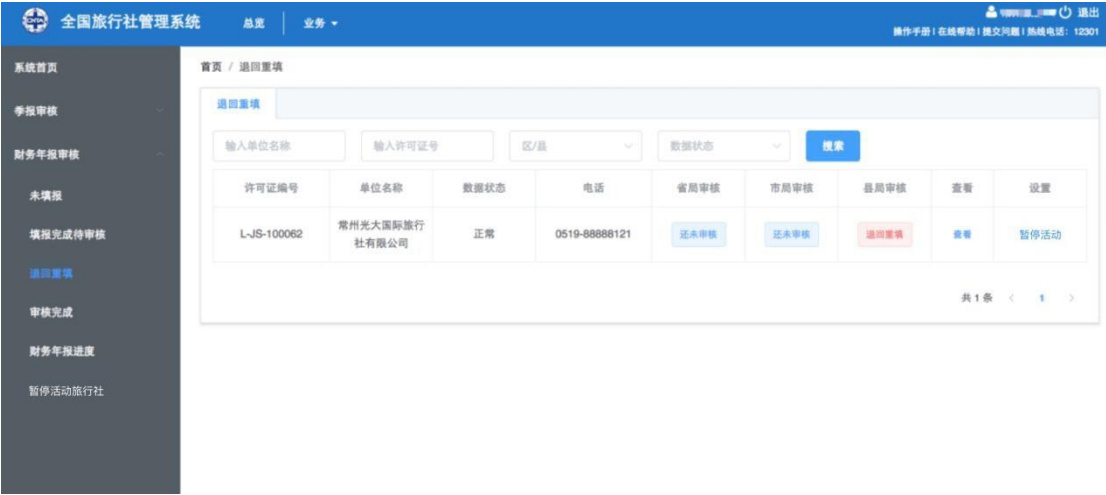 CNTA
全国旅行社管理系统
总览
业务
退出
操作手册 | 在线帮助 | 提交问题 | 热线电话：12301
系统首页
季报审核
财务年报审核
未填报
填报完成待审核
退回重填
审核完成
财务年报进度
暂停活动旅行社
首页 / 退回重填
退回重填
输入单位名称 输入许可证号 区/县 数据状态 搜索
许可证编号 单位名称 数据状态 电话 省局审核 市局审核 县局审核 查看 设置
L-JS-100062 常州光大国际旅行 正常 0519-88888121 还未审核 还未审核 退回重填 查看 暂停活动
社有限公司
共 1 条 < 1 >